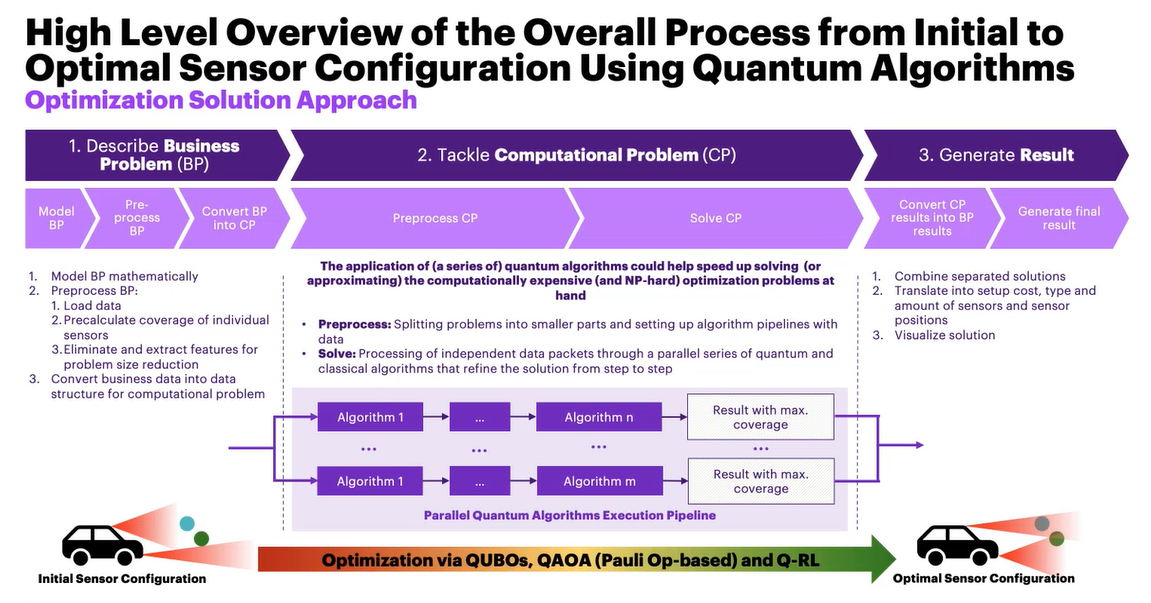 High Level Overview of the Overall Process from Initial to
Optimal Sensor Configuration Using Quantum Algorithms
Optimization Solution Approach
1. Describe Business
Problem (BP)
2. Tackle Computational Problem (CP)
3. Generate Result
Model
BP
Pre-
process
BP
Convert BP
into CP
Preprocess CP
Solve CP
Convert CP
results into BP
results
Generate final
result
1. Model BP mathematically
2. Preprocess BP:
1. Load data
2. Precalculate coverage of individual
sensors
3. Eliminate and extract features for
problem size reduction
3. Convert business data into data
structure for computational problem
The application of (a series of) quantum algorithms could help speed up solving (or
approximating) the computationally expensive (and NP-hard) optimization problems at
hand
• Preprocess: Splitting problems into smaller parts and setting up algorithm pipelines with
data
• Solve: Processing of independent data packets through a parallel series of quantum and
classical algorithms that refine the solution from step to step
1. Combine separated solutions
2. Translate into setup cost, type and
amount of sensors and sensor
positions
3. Visualize solution
Algorithm 1
...
Algorithm n
Result with max.
coverage
... ... ... ...
Algorithm 1
...
Algorithm m
Result with max.
coverage
Parallel Quantum Algorithms Execution Pipeline
Initial Sensor Configuration
Optimization via QUBOs, QAOA (Pauli Op-based) and Q-RL
Optimal Sensor Configuration